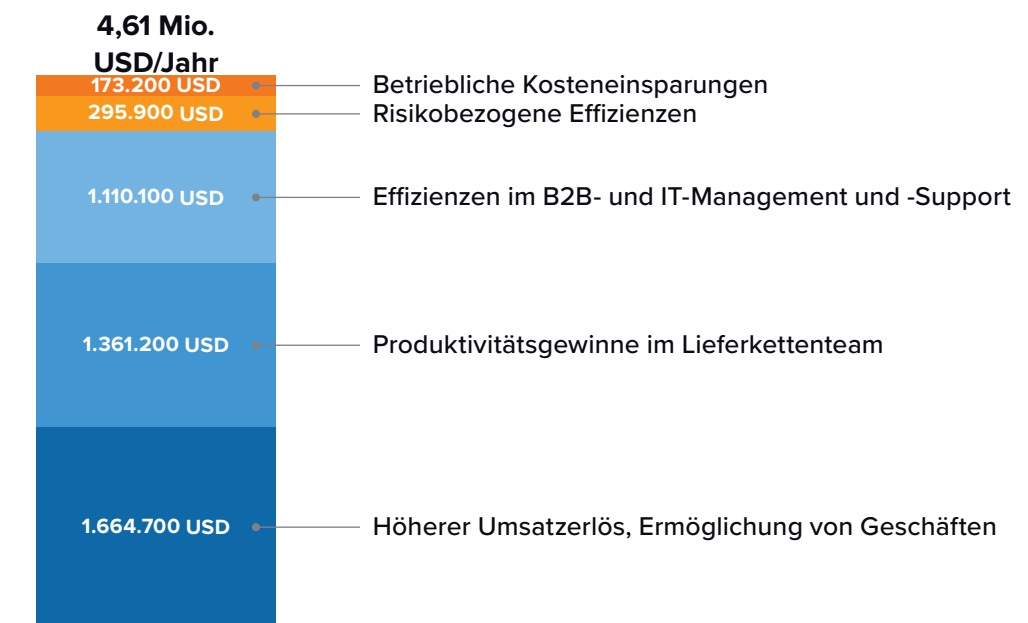 4,61 Mio.
USD/Jahr
173.200 USD
Betriebliche Kosteneinsparungen
295.900 USD
Risikobezogene Effizienzen
1.110.100 USD
Effizienzen im B2B- und IT-Management und -Support
1.361.200 USD
Produktivitätsgewinne im Lieferkettenteam
1.664.700 USD
Höherer Umsatzerlös, Ermöglichung von Geschäften